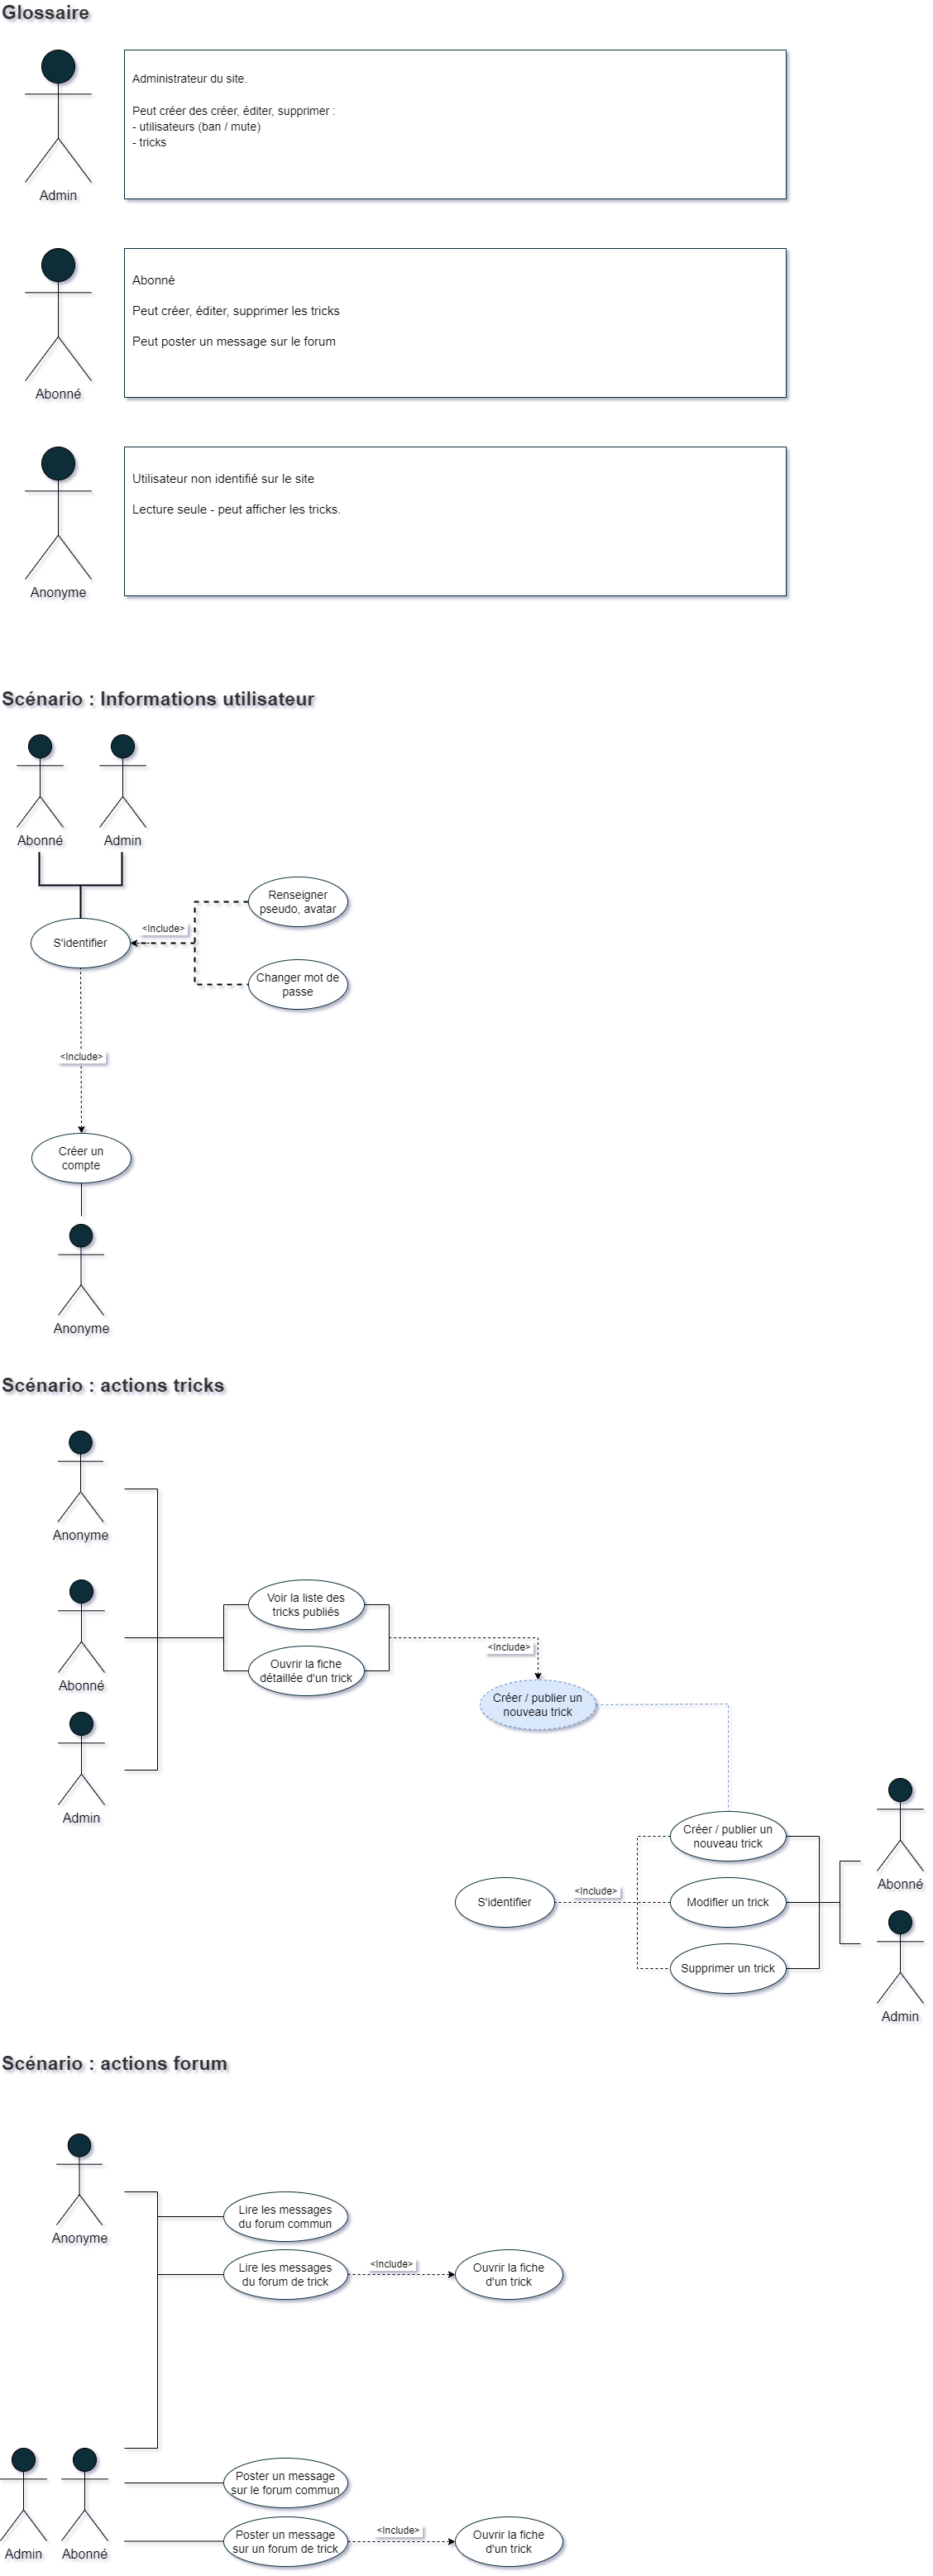 Glossaire
Administrateur du site.
Peut créer des créer, éditer, supprimer :
- utilisateurs (ban / mute)
- tricks
Admin
Abonné
Peut créer, éditer, supprimer les tricks
Peut poster un message sur le forum
Abonné
Utilisateur non identifié sur le site
Lecture seule - peut afficher les tricks.
Anonyme
Scénario : Informations utilisateur
Abonné
Admin
Renseigner
pseudo, avatar
<Include>
S'identifier
Changer mot de
passe
<Include>
Créer un
compte
Anonyme
Scénario : actions tricks
Anonyme
Voir la liste des
tricks publiés
<Include>
Ouvrir la fiche
détaillée d'un trick
Abonné
Créer / publier un
nouveau trick
Admin
Créer / publier un
nouveau trick
Abonné
<Include>
S'identifier
Modifier un trick
Supprimer un trick
Admin
Scénario : actions forum
Anonyme
Lire les messages
du forum commun
Lire les messages
du forum de trick
<Include>
Ouvrir la fiche
d'un trick
Poster un message
sur le forum commun
Poster un message
sur un forum de trick
<Include>
Ouvrir la fiche
d'un trick
Admin
Abonné